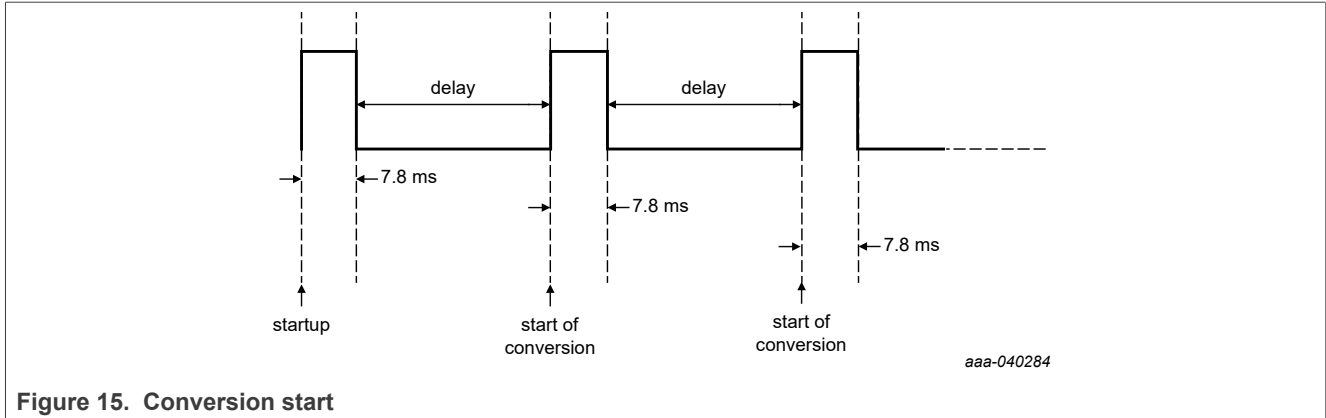 delay
delay
7.8 ms
7.8 ms
7.8 ms
startup
start of
conversion
start of
conversion
aaa-040284
Figure 15. Conversion start